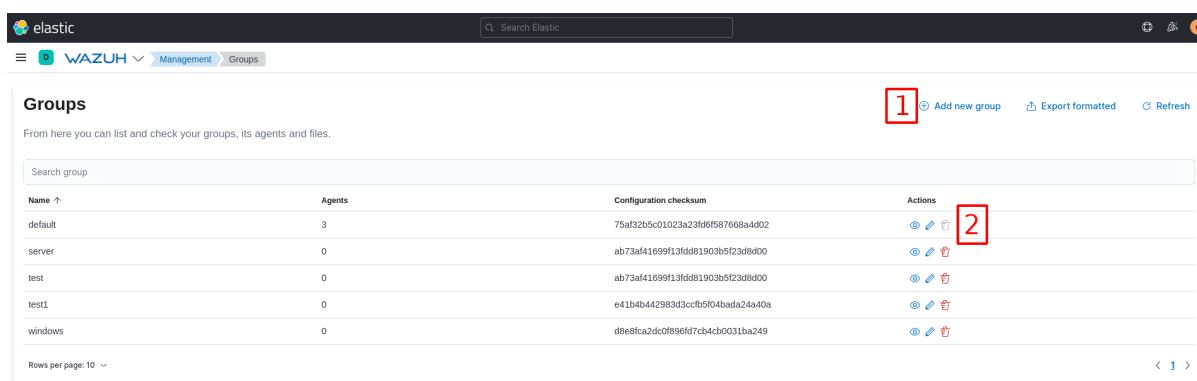 elastic Search Elastic
D WAZUH Management Groups
Groups 1 Add new group Export formatted Refresh
From here you can list and check your groups, its agents and files.
Search group
Name Agents Configuration checksum Actions
default 3 75af32b5c01023a23fd6f587668a4d02 2
server 0 ab73af41699f13fdd81903b5f23d8d00
test 0 ab73af41699f13fdd81903b5f23d8d00
test1 0 e41b4b442983d3ccfb5f04bada24a40a
windows 0 d8e8fca2dc0f896fd7cb4cb0031ba249
Rows per page: 10 1